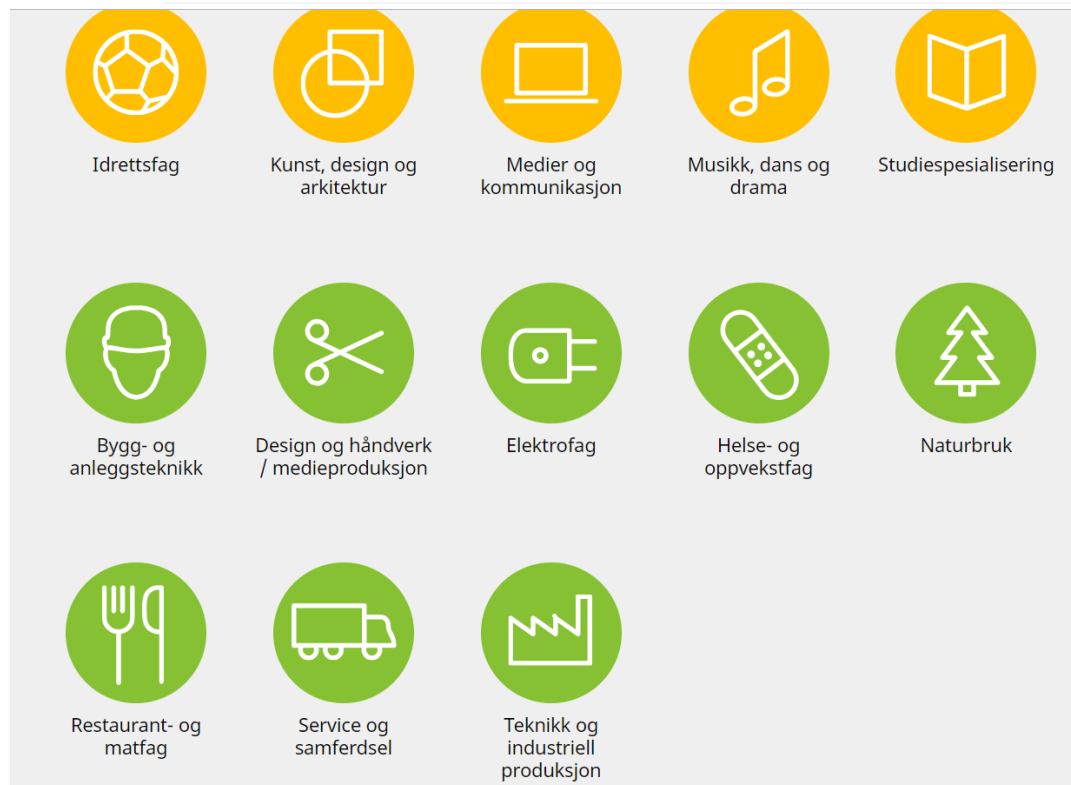 Idrettsfag
Kunst, design og
arkitektur
Medier og
kommunikasjon
Musikk, dans og
drama
Studiespesialisering
Bygg- og
anleggsteknikk
Design og håndverk
/ medieproduksjon
Elektrofag
Helse- og
oppvekstfag
Naturbruk
Restaurant- og
matfag
Service og
samferdsel
Teknikk og
industriell
produksjon